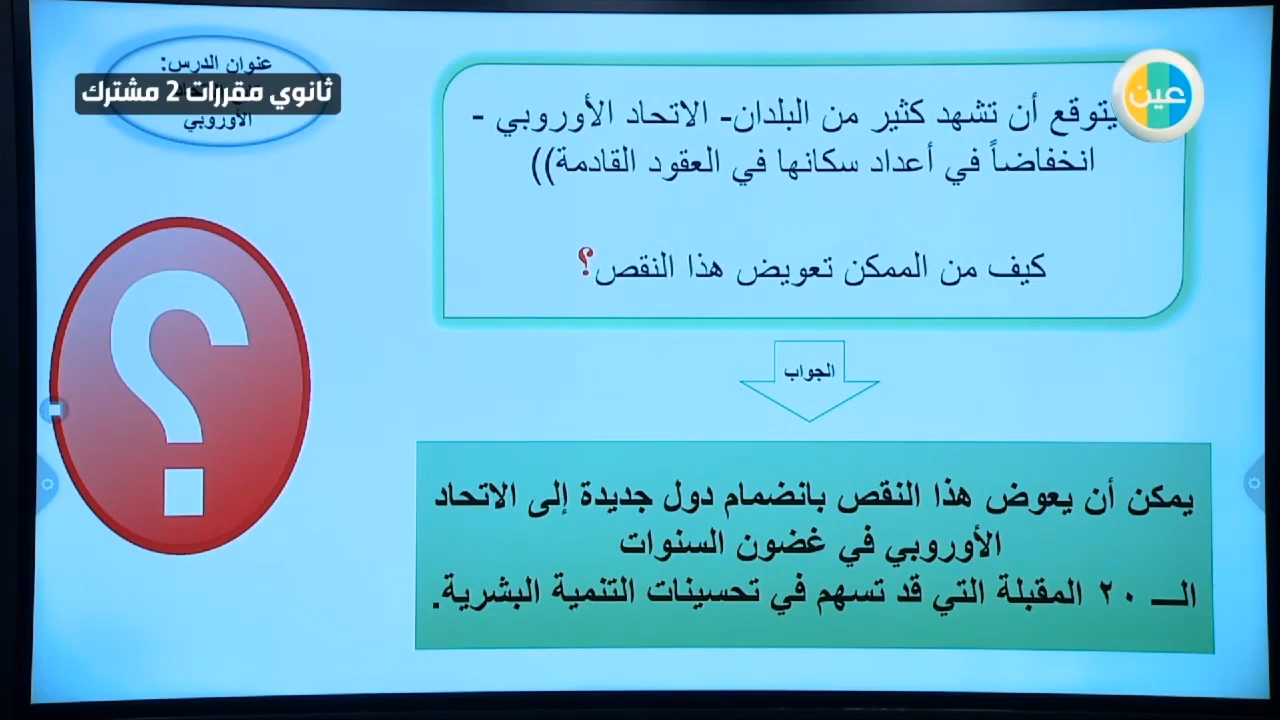 عنوان الدرس:
ثانوي مقررات 2 مشترك
الأوروبي
عين
يتوقع أن تشهد كثير من البلدان- الاتحاد الأوروبي -
انخفاضاً في أعداد سكانها في العقود القادمة))
كيف من الممكن تعويض هذا النقص؟
الجواب
يمكن أن يعوض هذا النقص بانضمام دول جديدة إلى الاتحاد
الأوروبي في غضون السنوات
الـــ ٢٠ المقبلة التي قد تسهم في تحسينات التنمية البشرية.
؟